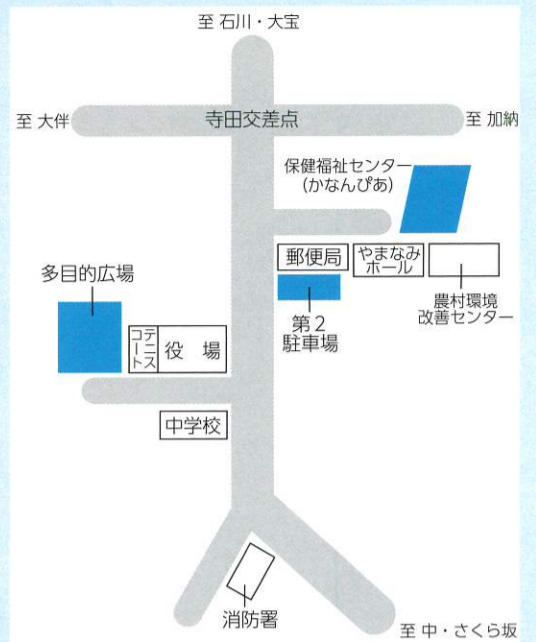 至 石川・大宝
至 大伴
寺田交差点
至 加納
保健福祉センター
(かなんぴあ)
郵便局
やまなみ
ホール
農村環境
改善センター
第2
駐車場
多目的広場
テニス
コート
役 場
中学校
消防署
至 中・さくら坂